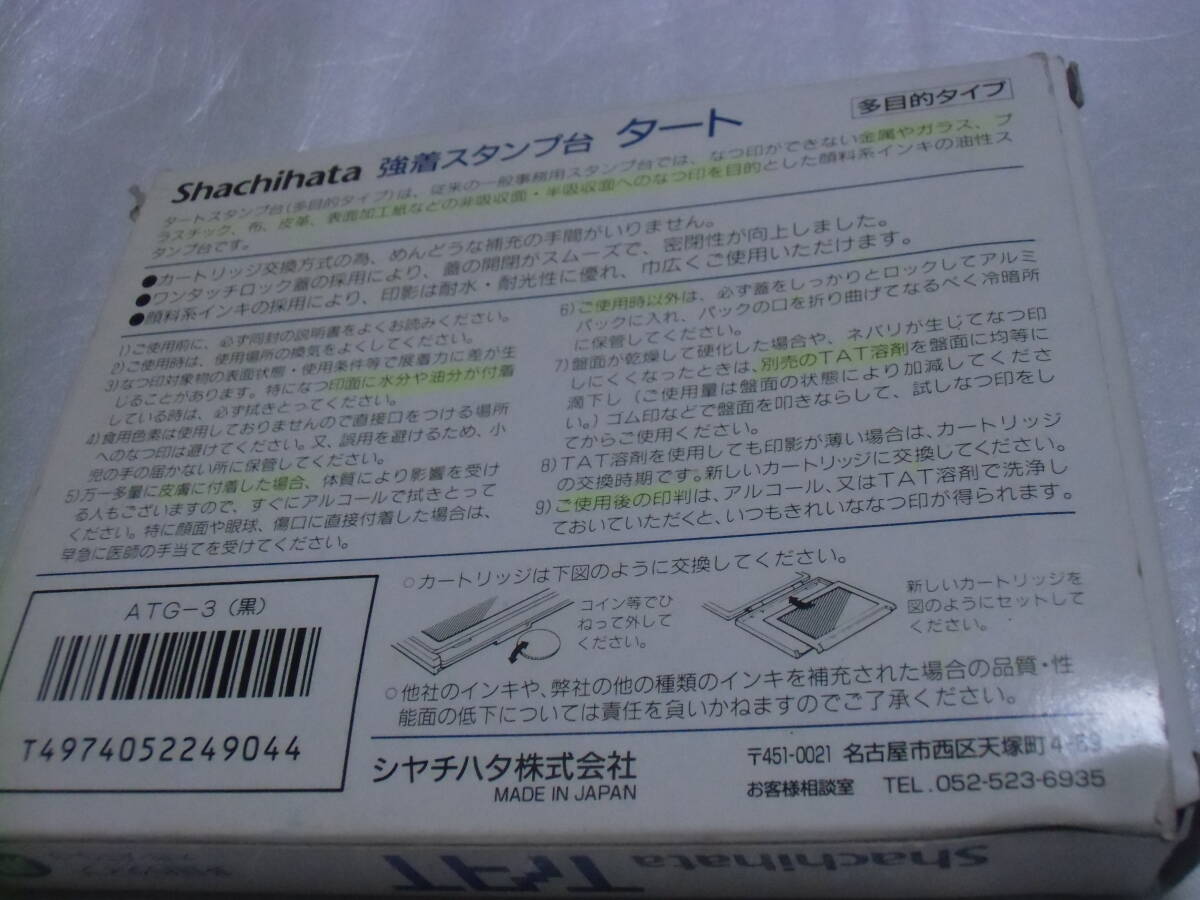 Shachihata 強着スタンプ台 タート
多目的タイプ
タートスタンプ台(多目的タイプ)は、従来の一般事務用スタンプ台では、なつ印ができない金属やガラス、プ
ラスチック、布、皮革、表面加工紙などの非吸収面・半吸収面へのなつ印を目的とした顔料系インキの油性ス
タンプ台です。
●カートリッジ交換方式の為、めんどうな補充の手間がいりません。
●ワンタッチロック蓋の採用により、蓋の開閉がスムーズで、密閉性が向上しました。
●顔料系インキの採用により、印影は耐水・耐光性に優れ、巾広くご使用いただけます。
1)ご使用前に、必ず同封の説明書をよくお読みください。
2)ご使用時は、使用場所の換気をよくしてください。
3)なつ印対象物の表面状態・使用条件等で展着力に差が生
じることがあります。特になつ印面に水分や油分が付着
している時は、必ず拭きとってください。
4)食用色素は使用しておりませんので直接口をつける場所
へのなつ印は避けてください。又、誤用を避けるため、小
児の手の届かない所に保管してください。
5)万一多量に皮膚に付着した場合、体質により影響を受け
る人もございますので、すぐにアルコールで拭きとって
ください。特に顔面や眼球、傷口に直接付着した場合は、
早急に医師の手当てを受けてください。
6)ご使用時以外は、必ず蓋をしっかりとロックしてアルミ
パックに入れ、パックの口を折り曲げてなるべく冷暗所
に保管してください。
7)盤面が乾燥して硬化した場合や、ネバリが生じてなつ印
しにくくなったときは、別売のTAT溶剤を盤面に均等に
滴下し(ご使用量は盤面の状態により加減してくださ
い。)ゴム印などで盤面を叩きならして、試しなつ印をし
てからご使用ください。
8)TAT溶剤を使用しても印影が薄い場合は、カートリッジ
の交換時期です。新しいカートリッジに交換してください。
9)ご使用後の印判は、アルコール、又はTAT溶剤で洗浄し
ておいていただくと、いつもきれいななつ印が得られます。
ATG-3(黒)
T4974052249044
○カートリッジは下図のように交換してください。
コイン等でひ
ねって外して
ください。
新しいカートリッジを
図のようにセットして
ください。
○他社のインキや、弊社の他の種類のインキを補充された場合の品質・性
能面の低下については責任を負いかねますのでご了承ください。
シヤチハタ株式会社
MADE IN JAPAN
〒451-0021 名古屋市西区天塚町4-69
お客様相談室 TEL.052-523-6935
Shachihata TAT